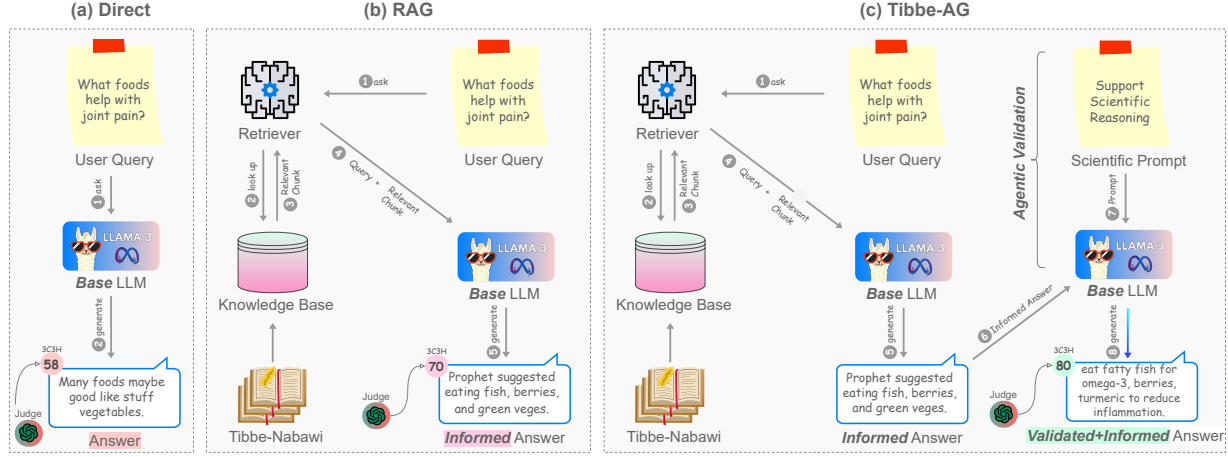 (a) Direct
What foods
help with
joint pain?
User Query
1 ask
LLAMA 3
Base LLM
2 generate
3C3H
58
Many foods maybe
good like stuff
vegetables.
Judge
Answer
(b) RAG
Retriever
1 ask
What foods
help with
joint pain?
User Query
2 look up
3 Relevant
Chunk
4 Query + Relevant
Chunk
Knowledge Base
LLAMA 3
Base LLM
5 generate
3C3H
70
Prophet suggested
eating fish, berries,
and green veges.
Judge
Tibbe-Nabawi
Informed Answer
(c) Tibbe-AG
Retriever
1 ask
What foods
help with
joint pain?
User Query
2 look up
3 Relevant
Chunk
4 Query + Relevant
Chunk
Knowledge Base
LLAMA 3
Base LLM
5 generate
Prophet suggested
eating fish, berries,
and green veges.
Tibbe-Nabawi
Informed Answer
6 Informed Answer
Agentic Validation
Support
Scientific
Reasoning
Scientific Prompt
7 Prompt
LLAMA 3
Base LLM
8 generate
3C3H
80
eat fatty fish for
omega-3, berries,
turmeric to reduce
inflammation.
Judge
Validated+Informed Answer